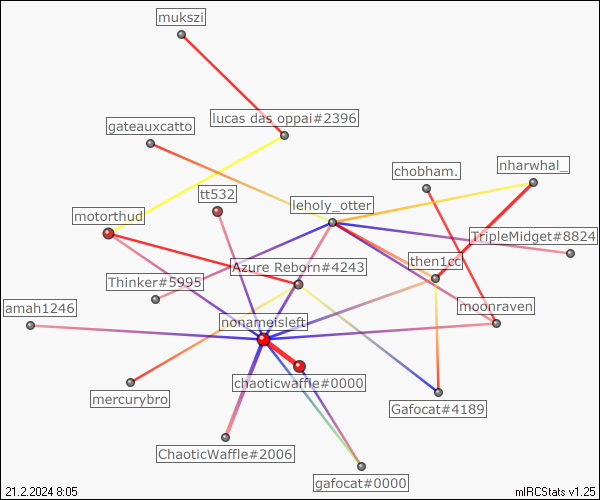 mukszi
lucas das oppai#2396
gateauxcatto
chobham.
nharwhal_
tt532
leholy_otter
motorthud
TripleMidget#8824
then1cc
Azure Reborn#4243
Thinker#5995
amah1246
moonraven
nonameisleft
chaoticwaffle#0000
mercurybro
Gafocat#4189
ChaoticWaffle#2006
gafocat#0000
21.2.2024 8:05
mIRCStats v1.25